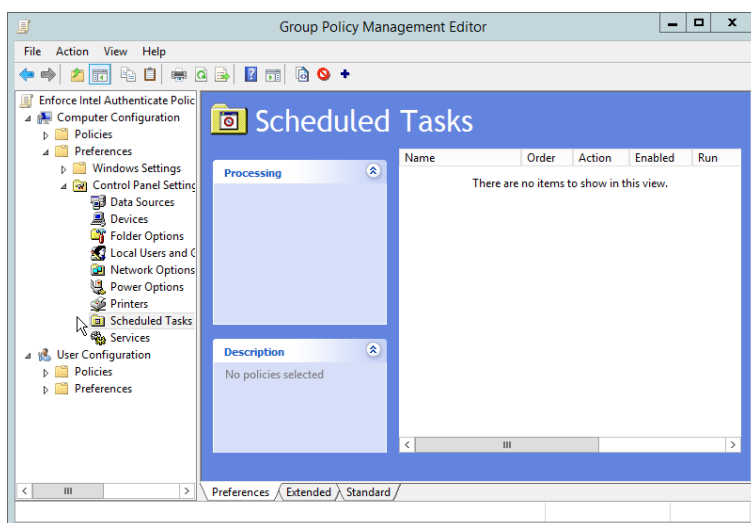 Group Policy Management Editor
File Action View Help
Enforce Intel Authenticate Polic
Computer Configuration
Policies
Preferences
Windows Settings
Control Panel Setting
Data Sources
Devices
Folder Options
Local Users and G
Network Options
Power Options
Printers
Scheduled Tasks
Services
User Configuration
Policies
Preferences
Scheduled Tasks
Processing
Description
No policies selected
Name Order Action Enabled Run
There are no items to show in this view.
Preferences Extended Standard